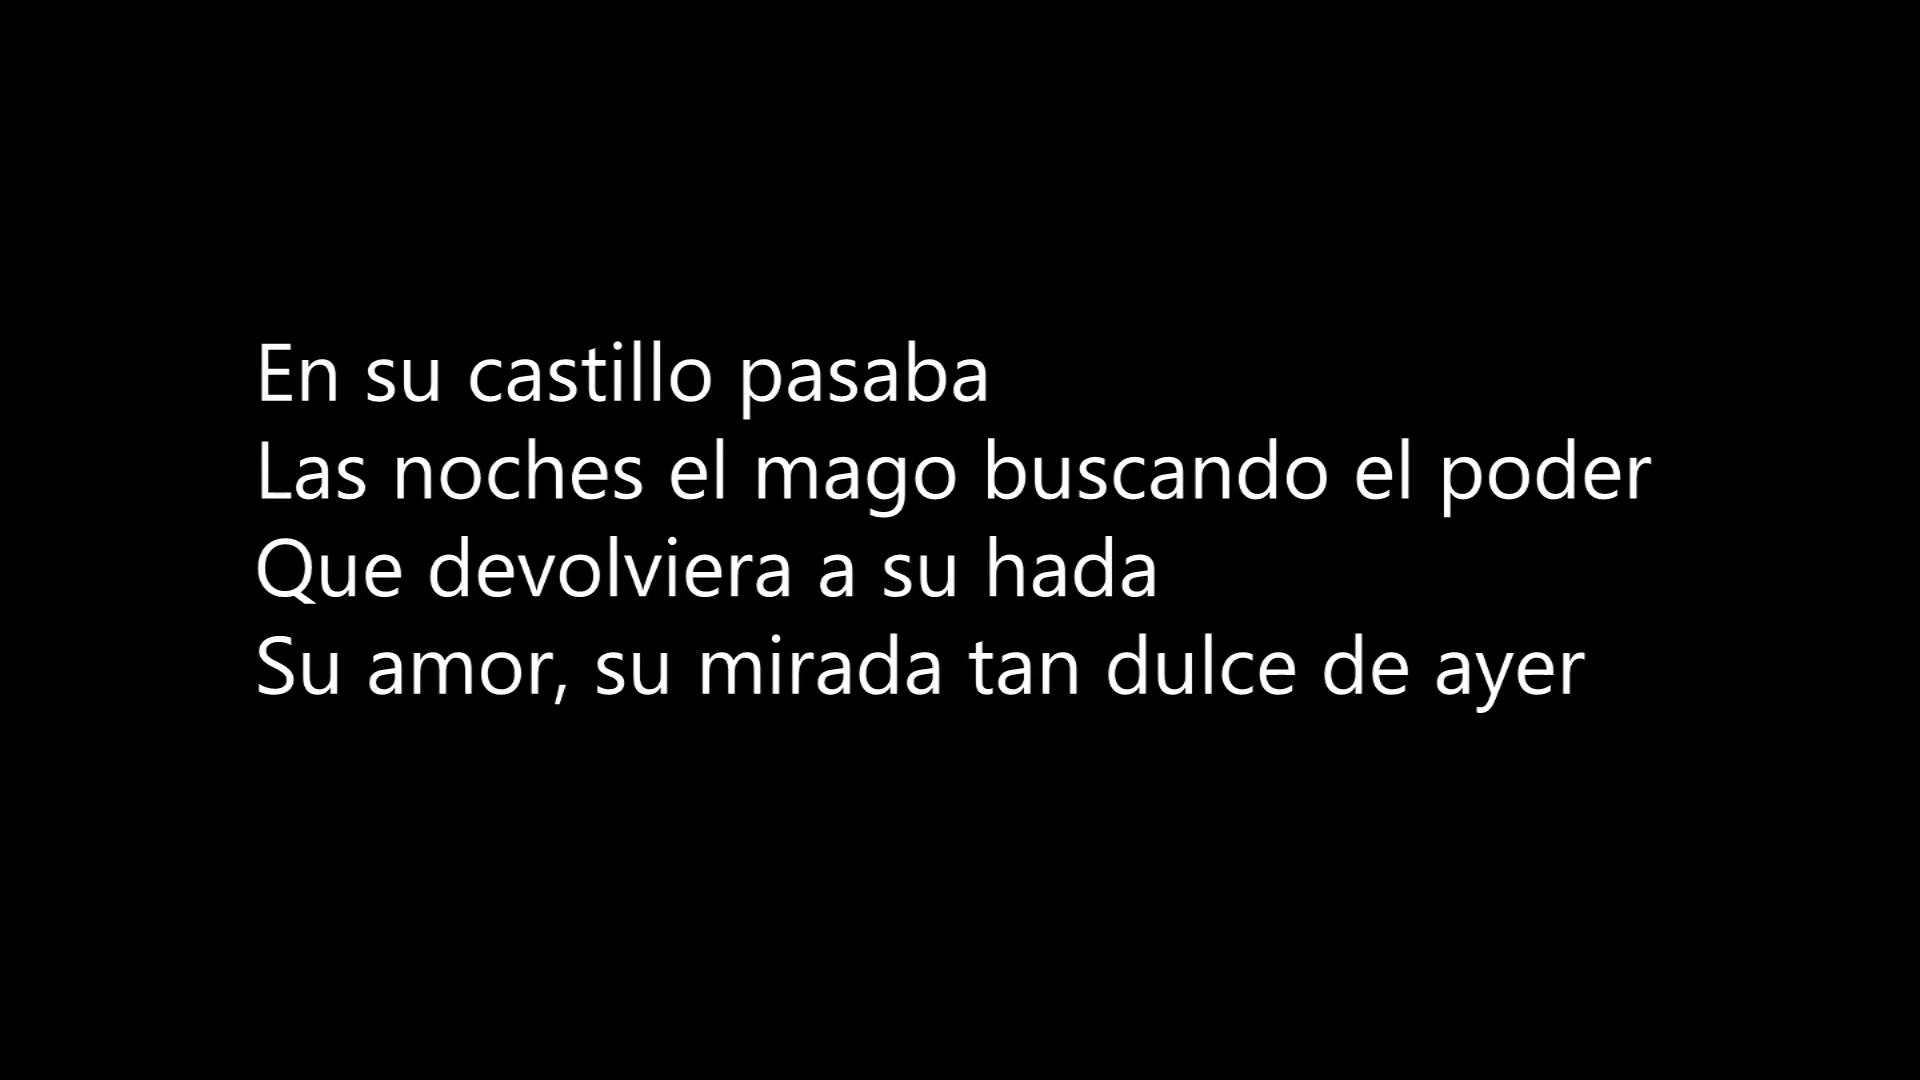 En su castillo pasaba
Las noches el mago buscando el poder
Que devolviera a su hada
Su amor, su mirada tan dulce de ayer